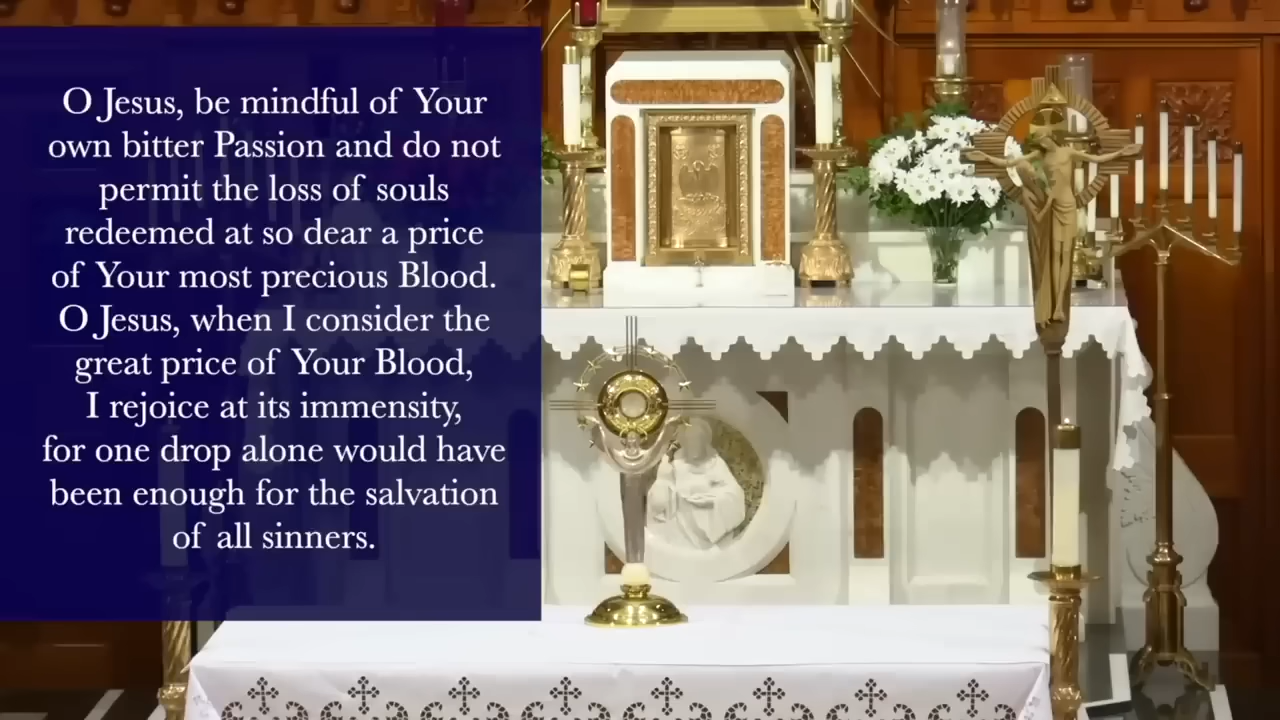 O Jesus, be mindful of Your
own bitter Passion and do not
permit the loss of souls
redeemed at so dear a price
of Your most precious Blood.
O Jesus, when I consider the
great price of Your Blood,
I rejoice at its immensity,
for one drop alone would have
been enough for the salvation
of all sinners.